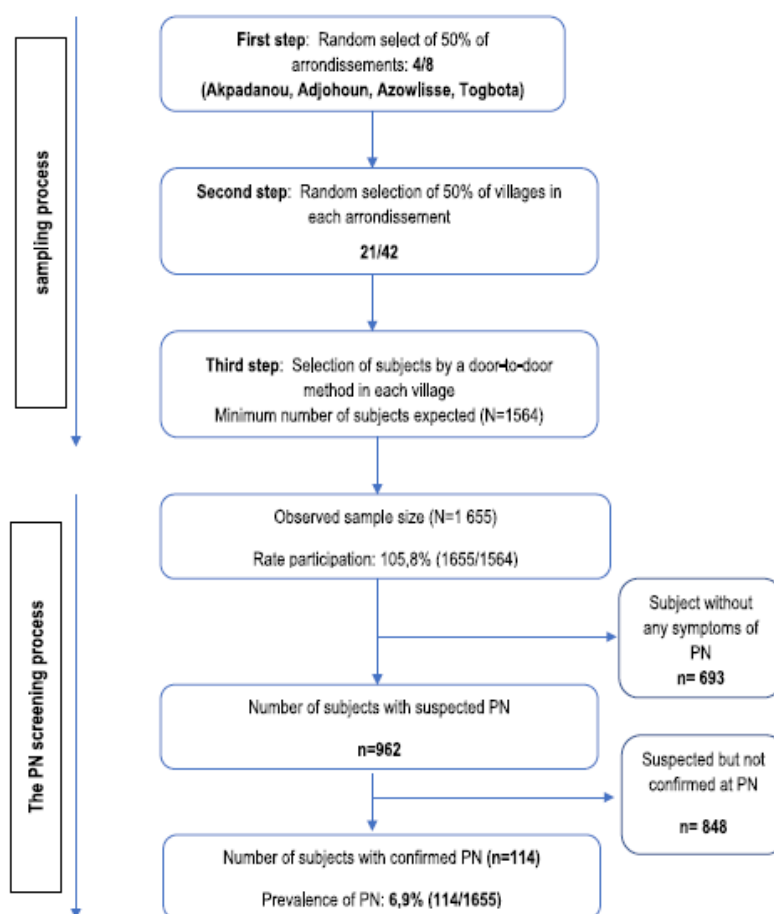 sampling process
First step: Random select of 50% of
arrondissements: 4/8
(Akpadanou, Adjohoun, Azowlisse, Togbota)
Second step: Random selection of 50% of villages in
each arrondissement
21/42
Third step: Selection of subjects by a door-to-door
method in each village
Minimum number of subjects expected (N=1564)
The PN screening process
Observed sample size (N=1 655)
Rate participation: 105,8% (1655/1564)
Subject without
any symptoms of
PN
n= 693
Number of subjects with suspected PN
n=962
Suspected but not
confirmed at PN
n= 848
Number of subjects with confirmed PN (n=114)
Prevalence of PN: 6,9% (114/1655)